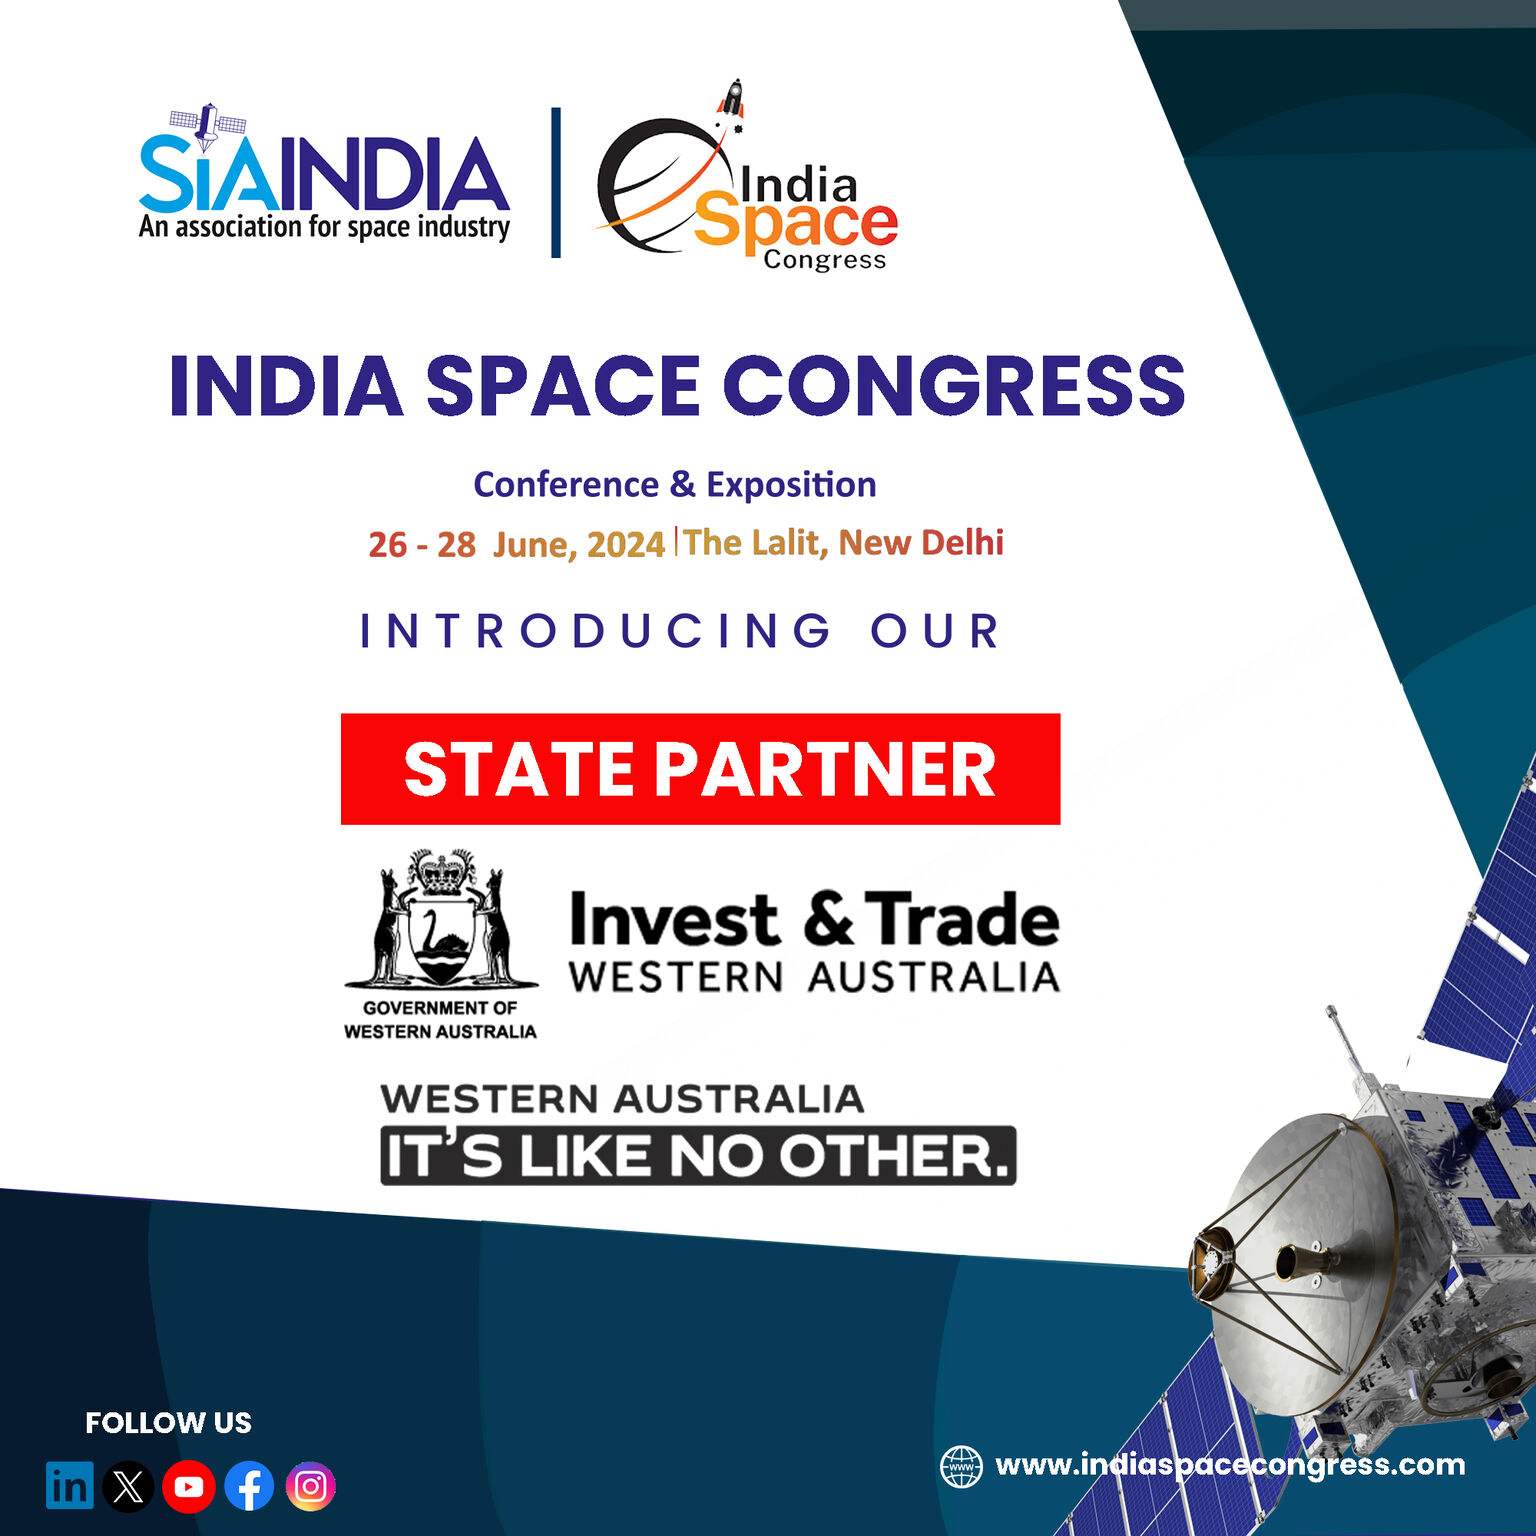 SiAINDIA
An association for space industry
India
Space
Congress
INDIA SPACE CONGRESS
Conference & Exposition
26 - 28 June, 2024 | The Lalit, New Delhi
INTRODUCING OUR
STATE PARTNER
GOVERNMENT OF
WESTERN AUSTRALIA
Invest & Trade
WESTERN AUSTRALIA
WESTERN AUSTRALIA
IT'S LIKE NO OTHER.
FOLLOW US
in
www
www.indiaspacecongress.com